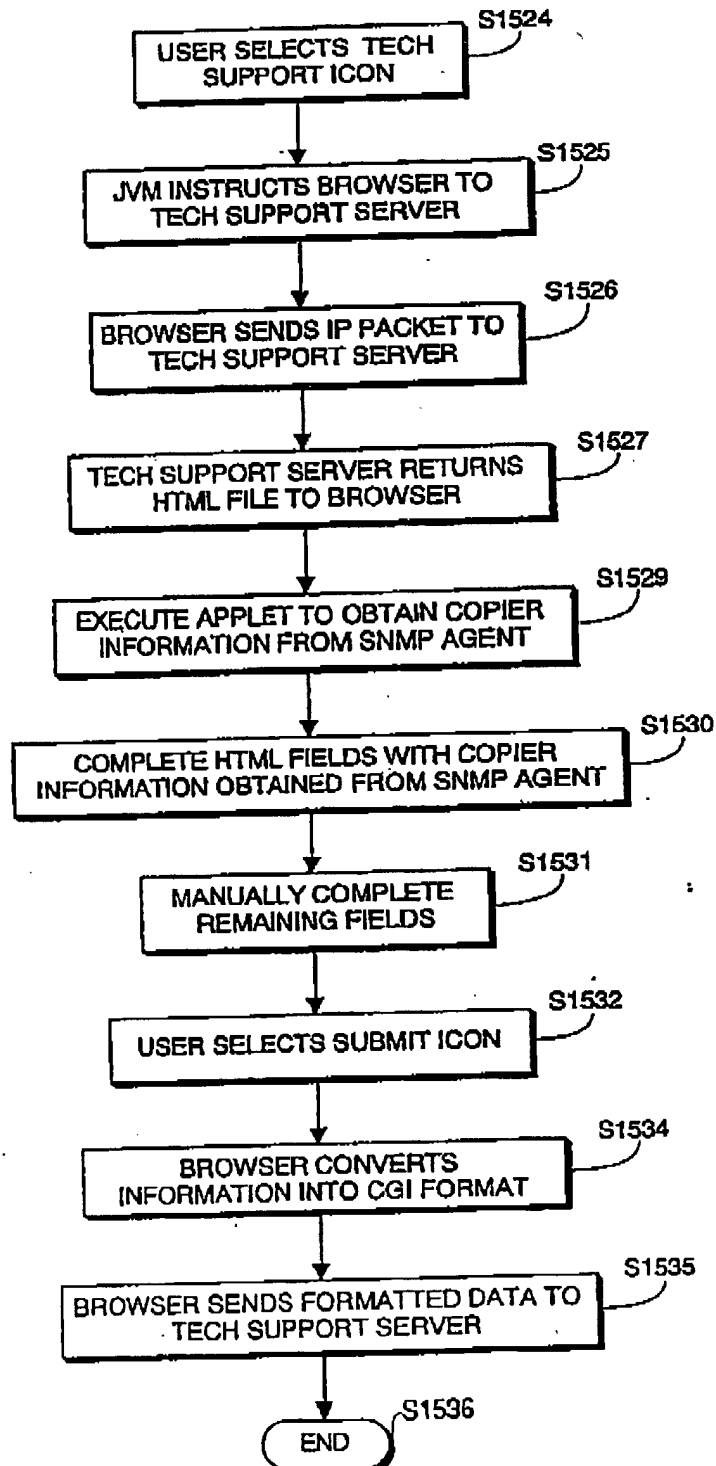 S1524
USER SELECTS TECH
SUPPORT ICON
S1525
JVM INSTRUCTS BROWSER TO
TECH SUPPORT SERVER
S1526
BROWSER SENDS IP PACKET TO
TECH SUPPORT SERVER
S1527
TECH SUPPORT SERVER RETURNS
HTML FILE TO BROWSER
S1529
EXECUTE APPLET TO OBTAIN COPIER
INFORMATION FROM SNMP AGENT
S1530
COMPLETE HTML FIELDS WITH COPIER
INFORMATION OBTAINED FROM SNMP AGENT
S1531
MANUALLY COMPLETE
REMAINING FIELDS
S1532
USER SELECTS SUBMIT ICON
S1534
BROWSER CONVERTS
INFORMATION INTO CGI FORMAT
S1535
BROWSER SENDS FORMATTED DATA TO
TECH SUPPORT SERVER
S1536
END